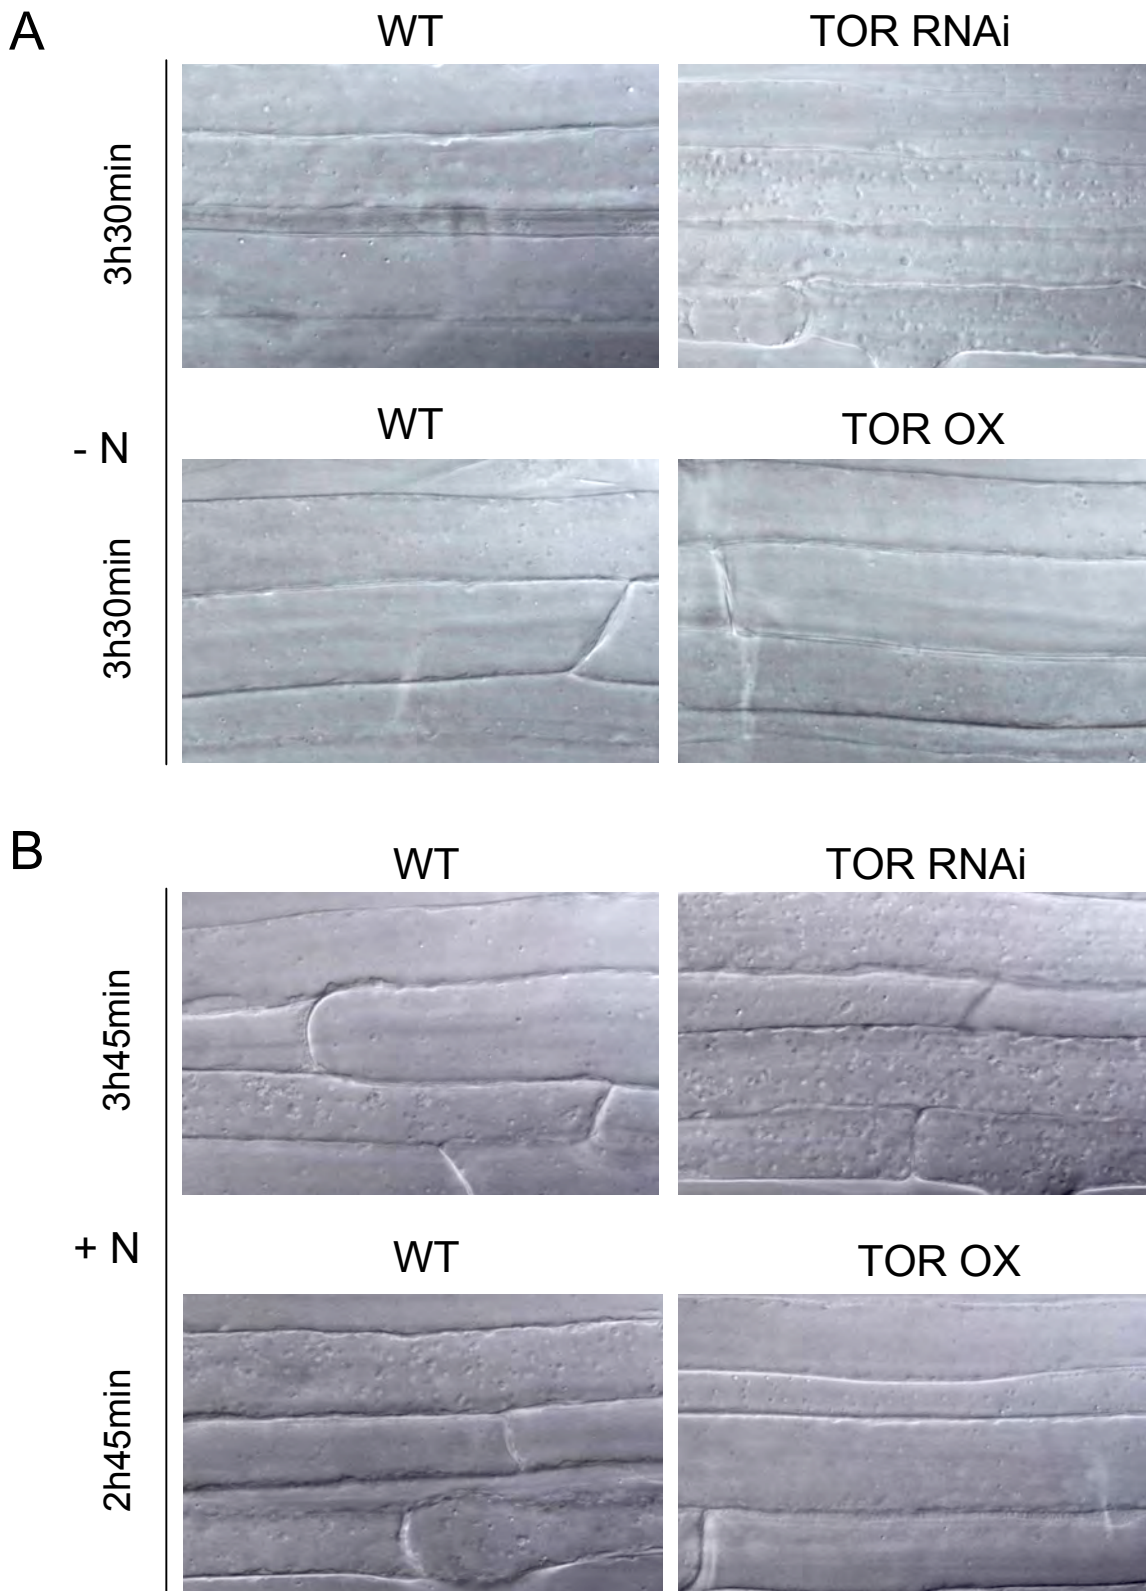 A
WT
TOR RNAi
3h30min
- N
WT
TOR OX
3h30min
B
WT
TOR RNAi
3h45min
+ N
WT
TOR OX
2h45min